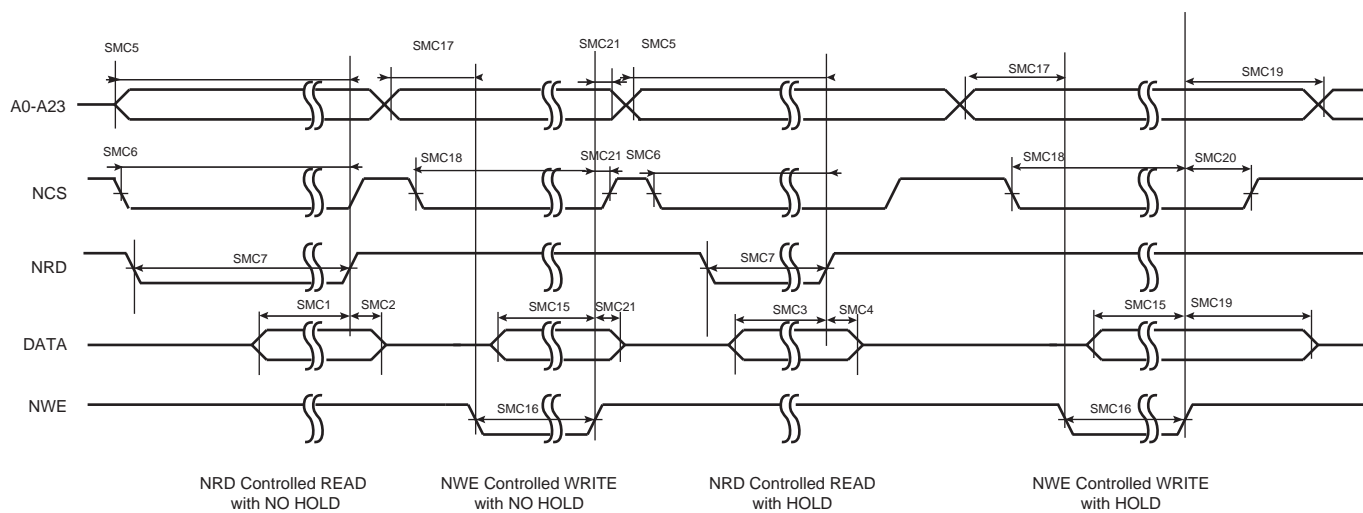 SMC5
SMC17
SMC21
SMC5
SMC17
SMC19
A0-A23
SMC6
SMC18
SMC21
SMC6
SMC18
SMC20
NCS
NRD
SMC7
SMC7
SMC1
SMC2
SMC15
SMC21
SMC3
SMC4
SMC15
SMC19
DATA
NWE
SMC16
SMC16
NRD Controlled READ
with NO HOLD
NWE Controlled WRITE
with NO HOLD
NRD Controlled READ
with HOLD
NWE Controlled WRITE
with HOLD